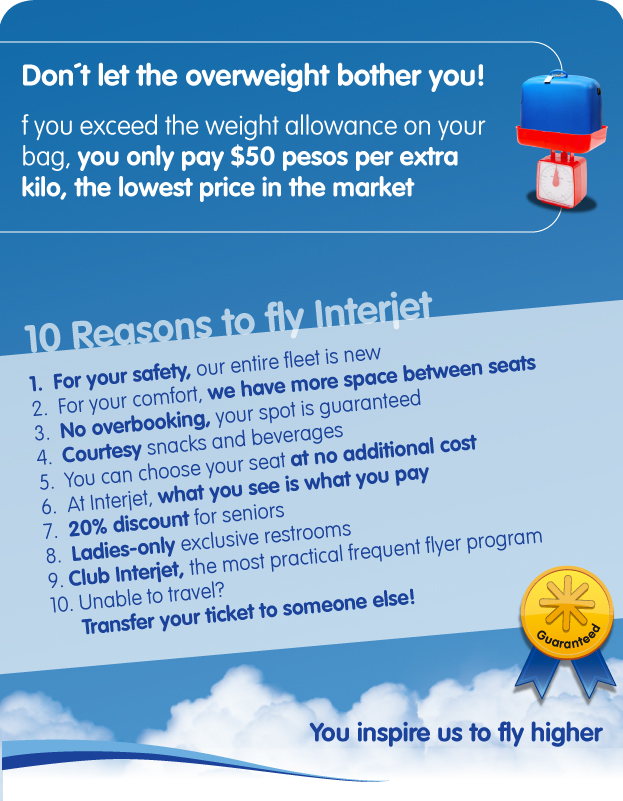 Don´t let the overweight bother you!
f you exceed the weight allowance on your
bag, you only pay $50 pesos per extra
kilo, the lowest price in the market
10 Reasons to fly Interjet
1. For your safety, our entire fleet is new
2. For your comfort, we have more space between seats
3. No overbooking, your spot is guaranteed
4. Courtesy snacks and beverages
5. You can choose your seat at no additional cost
6. At Interjet, what you see is what you pay
7. 20% discount for seniors
8. Ladies-only exclusive restrooms
9. Club Interjet, the most practical frequent flyer program
10. Unable to travel?
Transfer your ticket to someone else!
Guaranteed
You inspire us to fly higher